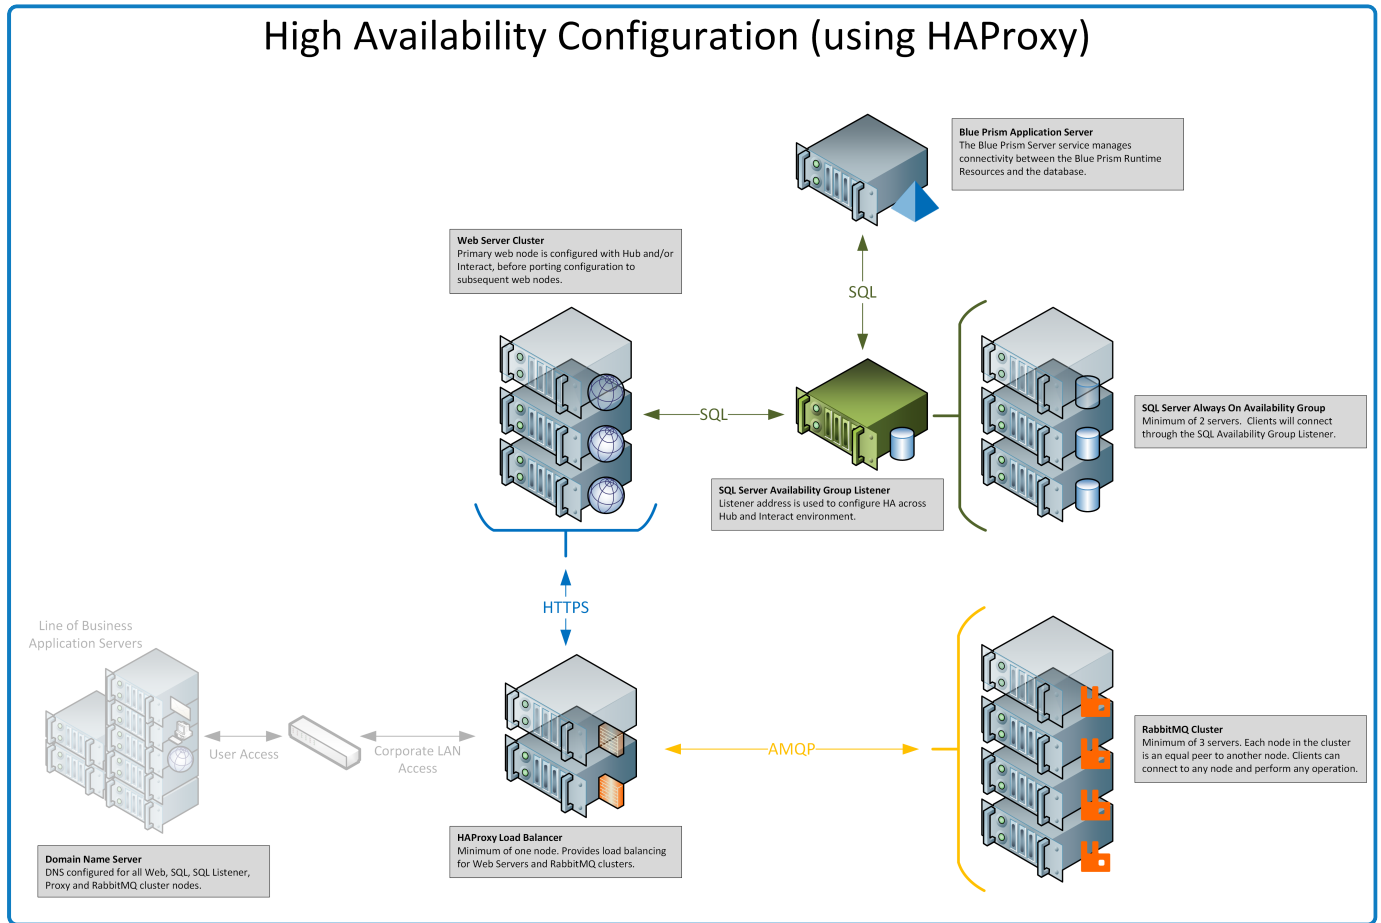 High Availability Configuration (using HAProxy)
Blue Prism Application Server
The Blue Prism Server service manages
connectivity between the Blue Prism Runtime
Resources and the database.
Web Server Cluster
Primary web node is configured with Hub and/or
Interact, before porting configuration to
subsequent web nodes.
SQL
SQL
SQL Server Always On Availability Group
Minimum of 2 servers.  Clients will connect
through the SQL Availability Group Listener.
SQL Server Availability Group Listener
Listener address is used to configure HA across
Hub and Interact environment.
HTTPS
Line of Business
Application Servers
User Access
Corporate LAN
Access
AMQP
RabbitMQ Cluster
Minimum of 3 servers. Each node in the cluster
is an equal peer to another node. Clients can
connect to any node and perform any operation.
HAProxy Load Balancer
Minimum of one node. Provides load balancing
for Web Servers and RabbitMQ clusters.
Domain Name Server
DNS configured for all Web, SQL, SQL Listener,
Proxy and RabbitMQ cluster nodes.